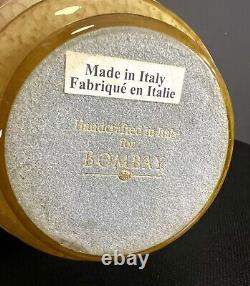 Made in Italy
Fabriqué en Italie
Handcrafted in Italy
for
BOMBAY